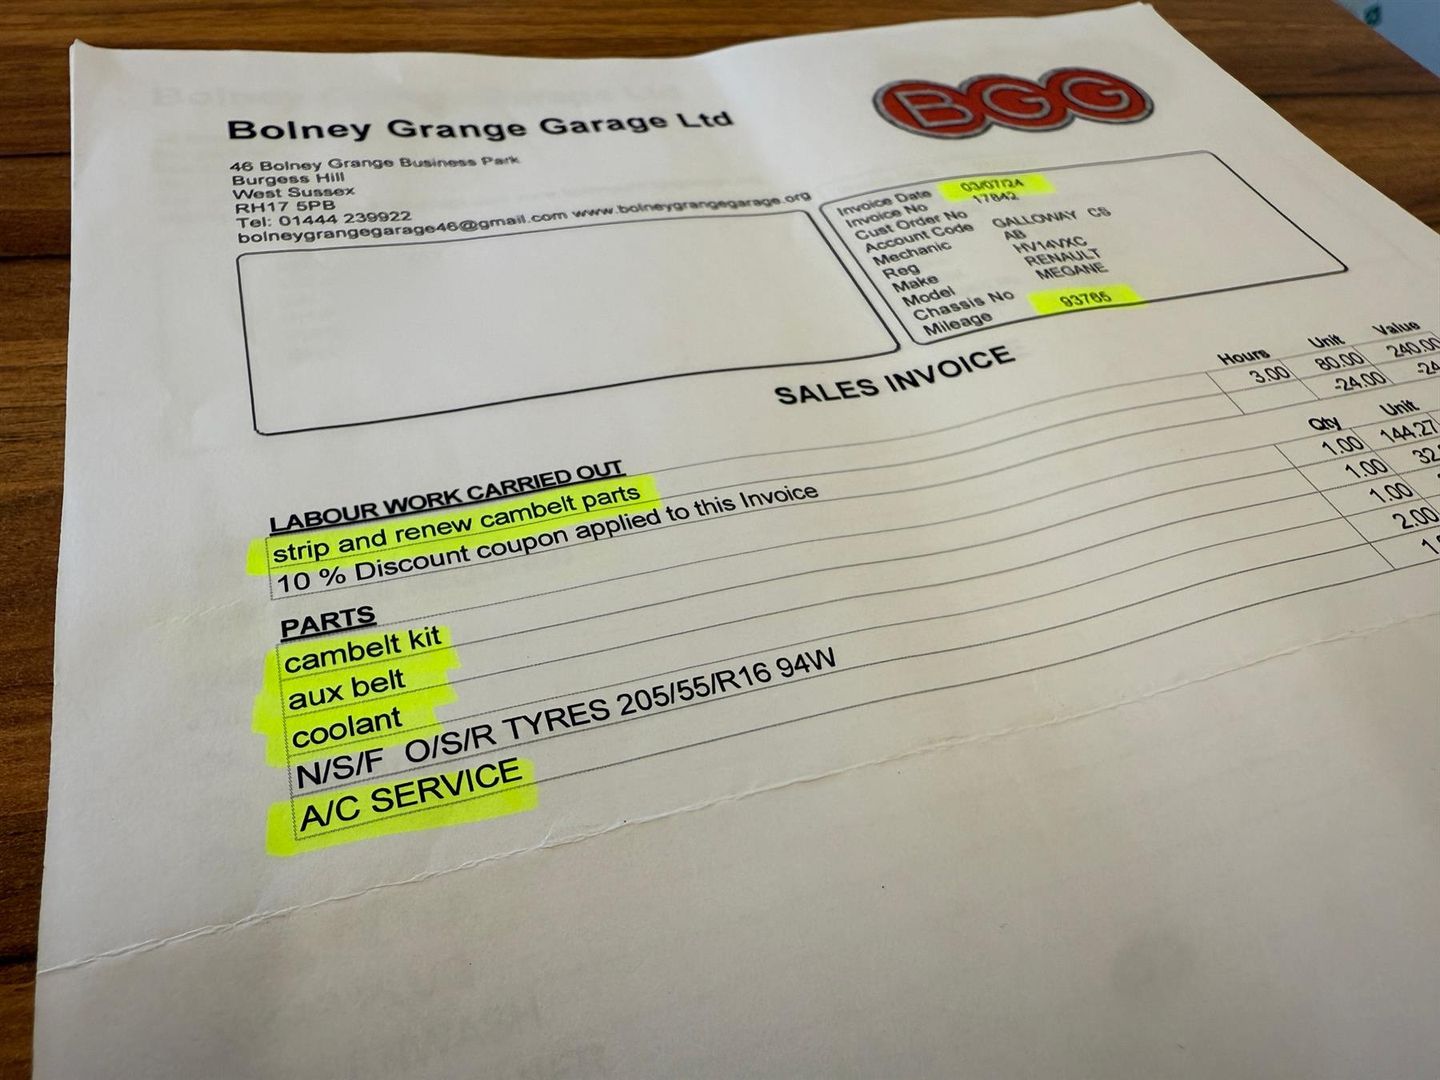 Bolney Grange Garage Ltd
BGG
46 Bolney Grange Business Park
Burgess Hill
West Sussex
RH17 5PB
Tel: 01444 239922
bolneygrangegarage46@gmail.com www.bolneygrangegarage.org
Invoice Date 03/07/24
Invoice No 17842
Cust Order No
Account Code GALLOWAY CS
Mechanic AB
Reg HV14VXC
Make RENAULT
Model MEGANE
Chassis No
Mileage 93765
SALES INVOICE
Hours Unit Value
LABOUR WORK CARRIED OUT
strip and renew cambelt parts 3.00 80.00 240.00
10 % Discount coupon applied to this Invoice -24.00 -24
PARTS Qty Unit
cambelt kit 1.00 144.27
aux belt 1.00 32
coolant 1.00
N/S/F O/S/R TYRES 205/55/R16 94W 2.00
A/C SERVICE